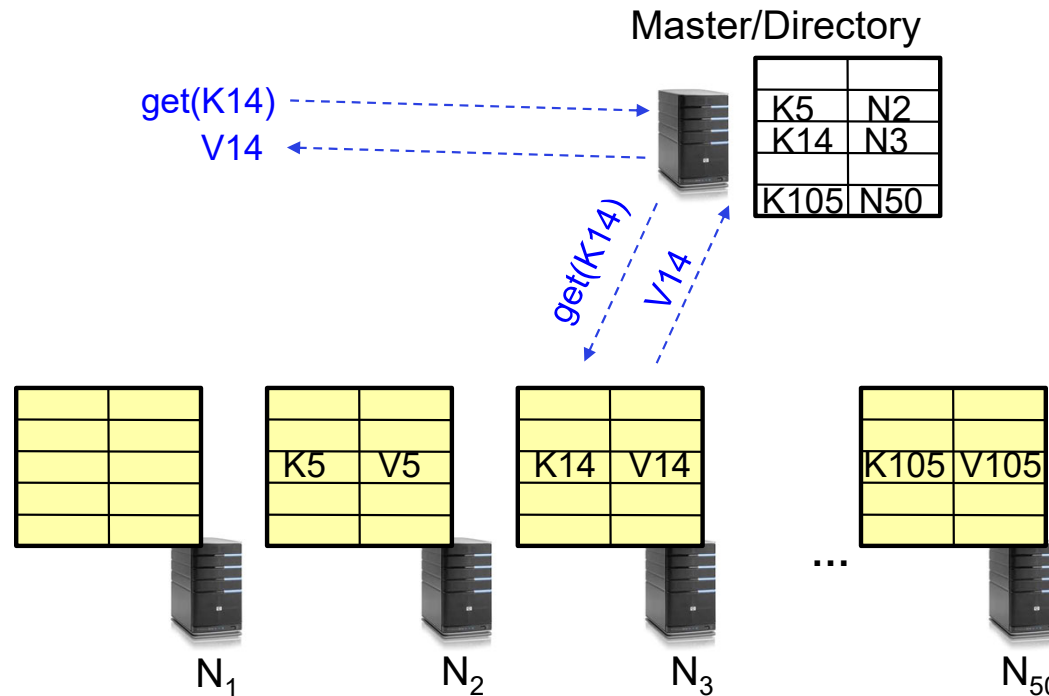 Master/Directory
get(K14)
V14
K5 N2
K14 N3
K105 N50
get(K14)
V14
K5 V5
K14 V14
K105 V105
...
N1
N2
N3
N50